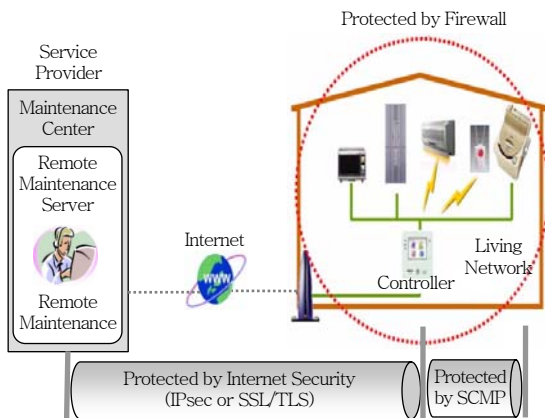 Protected by Firewall
Service
Provider
Maintenance
Center
Remote
Maintenance
Server
Remote
Maintenance
Internet
www
Controller
Living
Network
Protected by Internet Security
(IPsec or SSL/TLS)
Protected
by SCMP